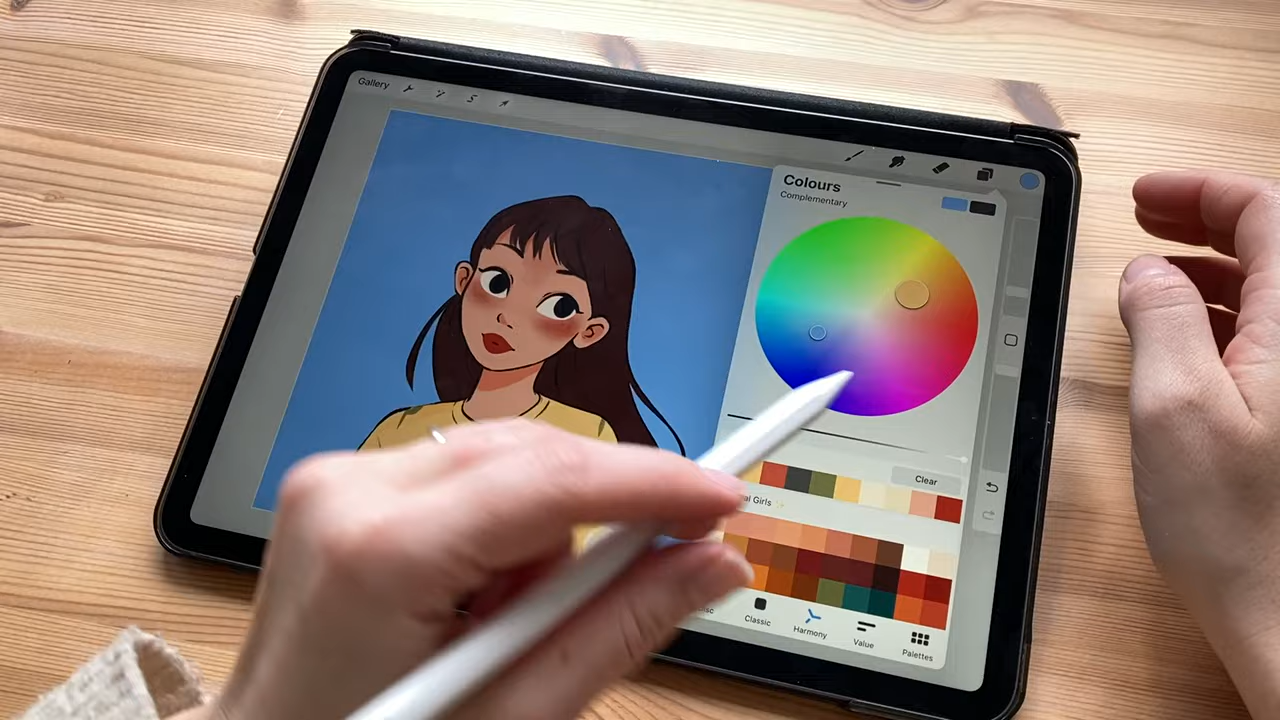 Gallery
Colours
Complementary
Clear
Girls
Classic
Harmony
Value
Palettes